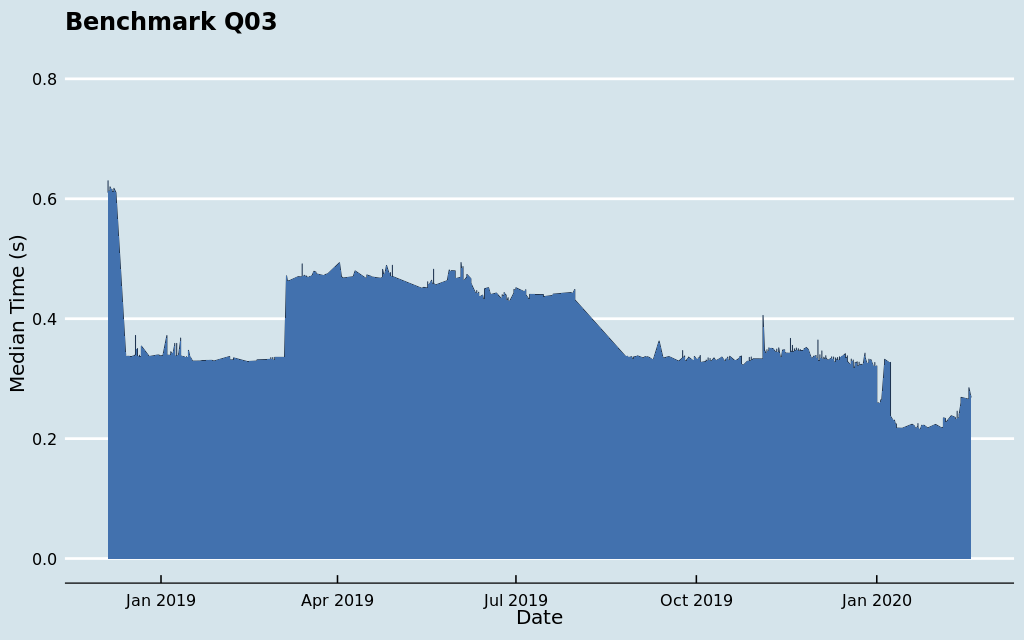 Benchmark Q03
Median Time (s)
0.8
0.6
0.4
0.2
0.0
Jan 2019
Apr 2019
Jul 2019
Oct 2019
Jan 2020
Date